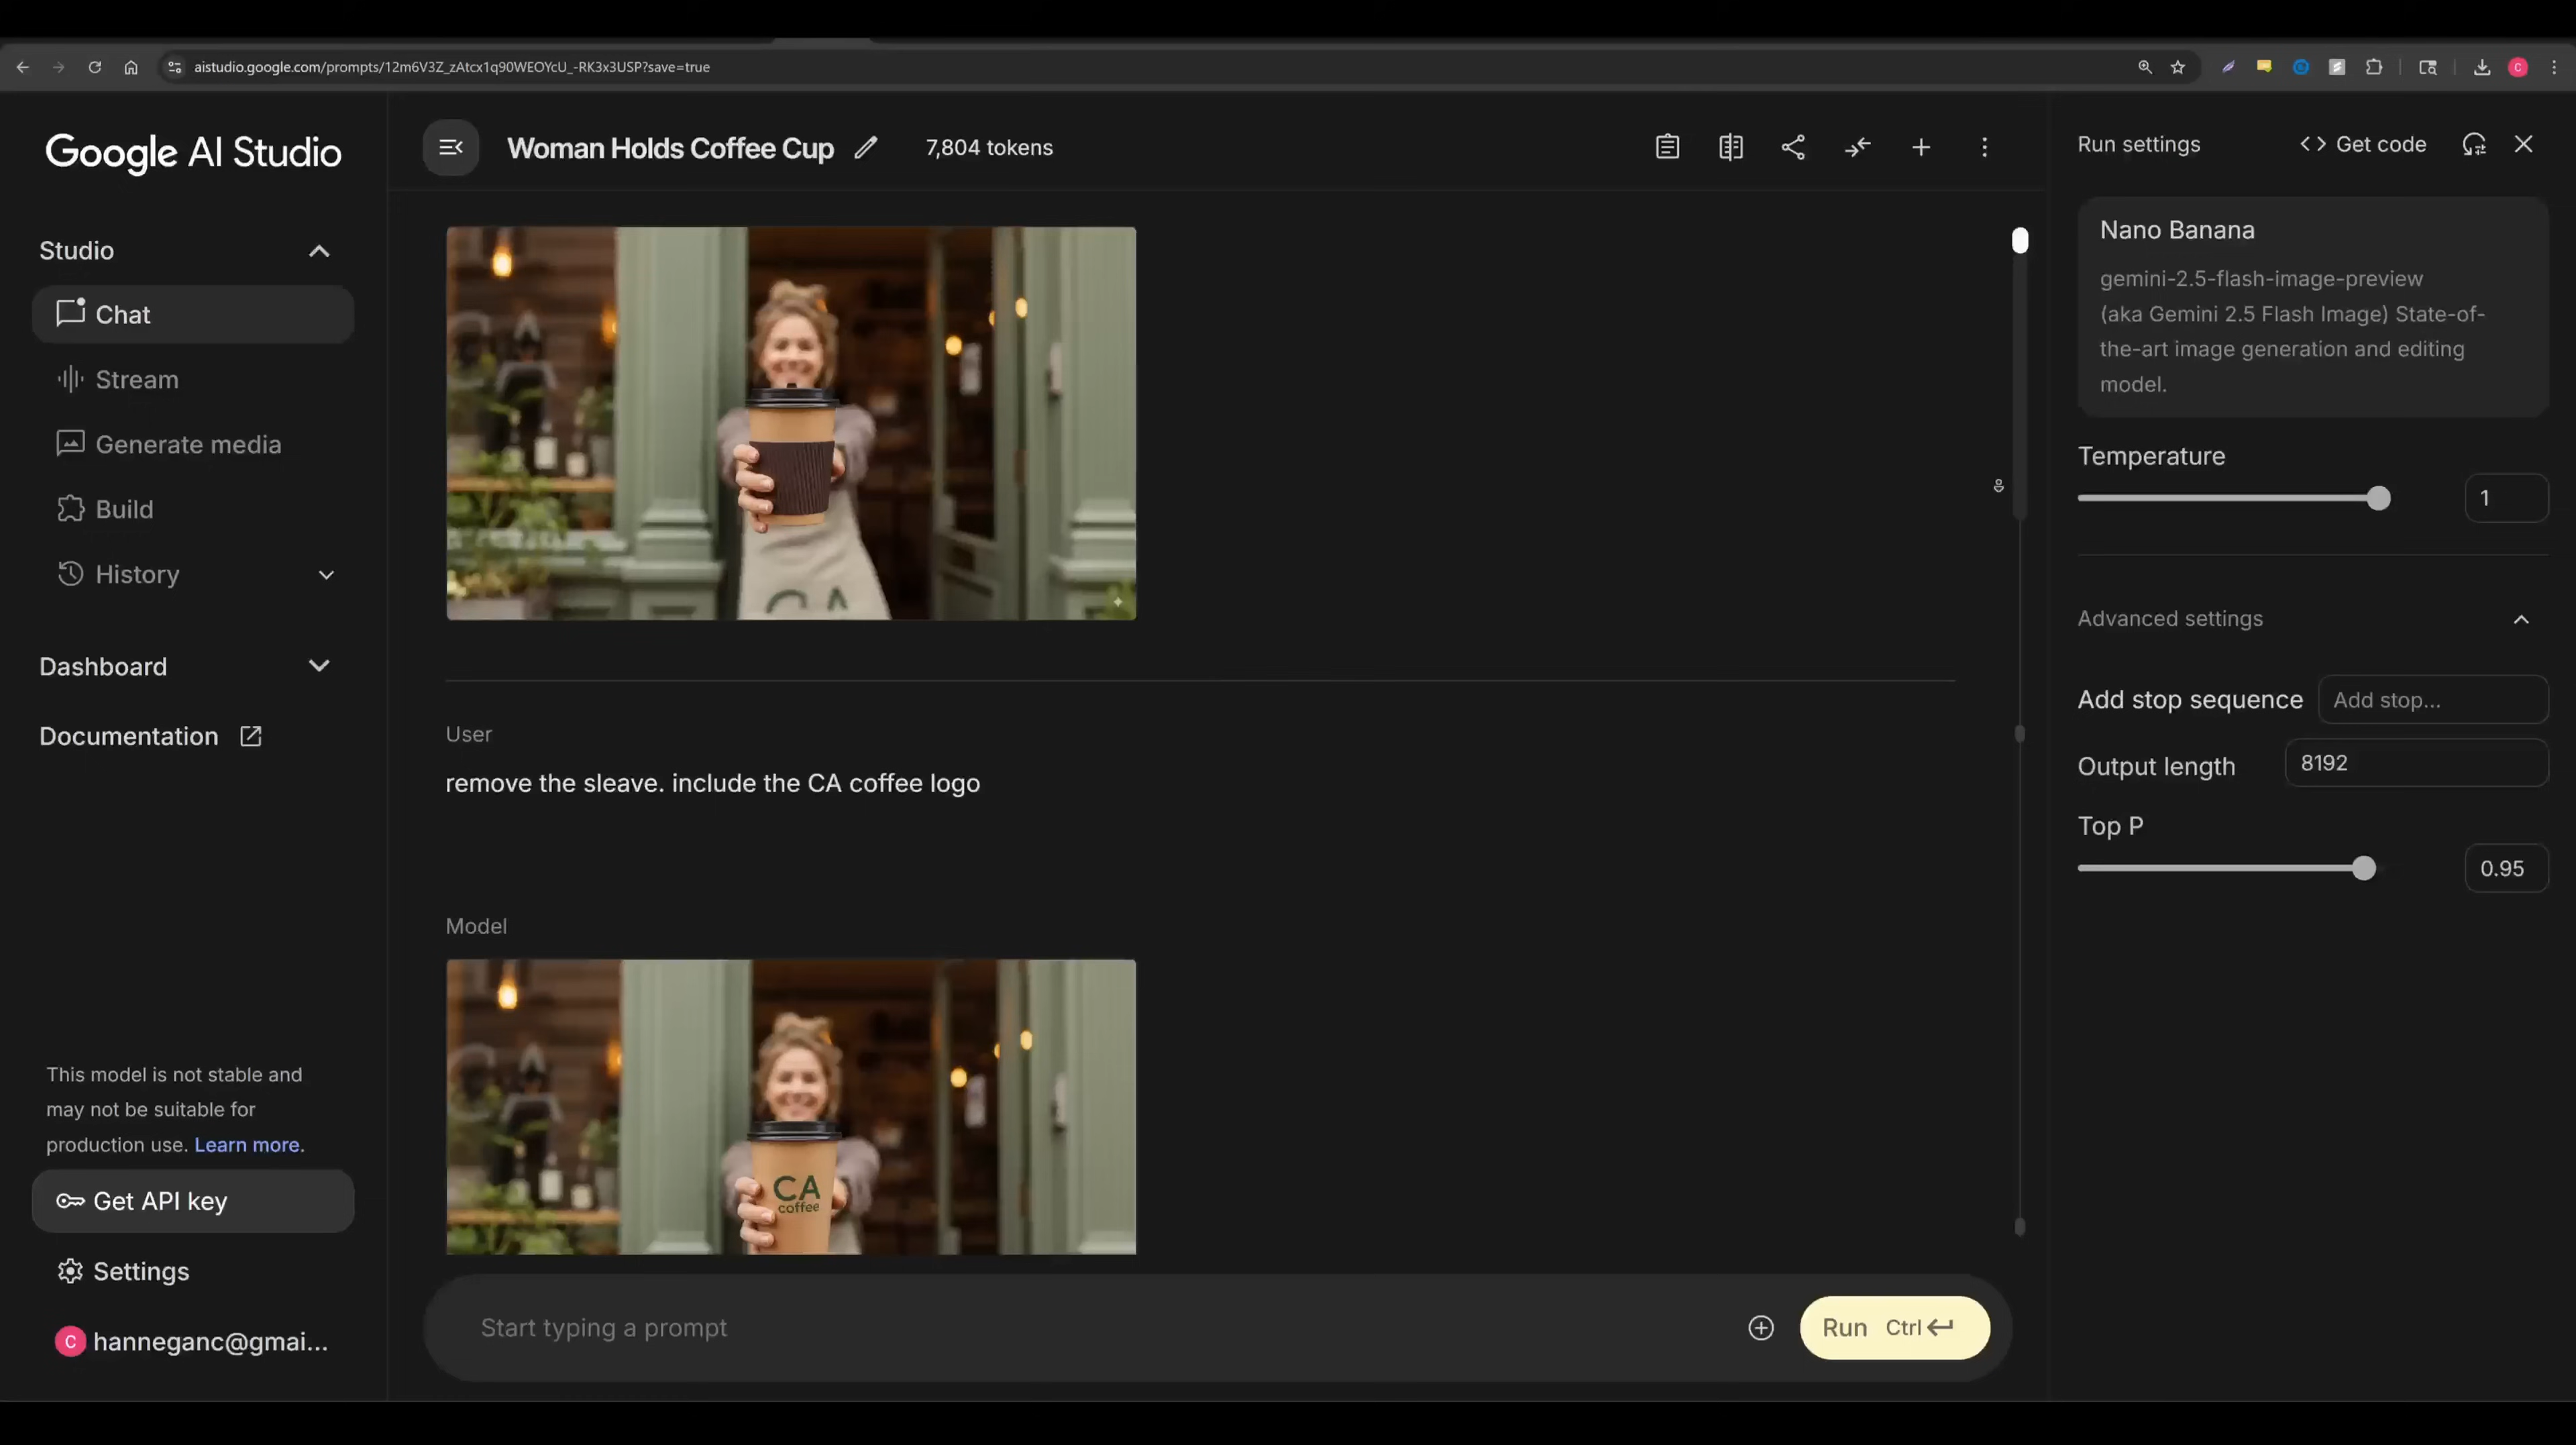 aistudio.google.com/prompts/12m6V3Z_zAtcx1q90WEOYcU_-RK3x3USP?save=true
C
Google AI Studio
Studio
Chat
Stream
Generate media
Build
History
Dashboard
Documentation
This model is not stable and
may not be suitable for
production use. Learn more.
Get API key
Settings
C
hanneganc@gmai...
Woman Holds Coffee Cup
7,804 tokens
CA
User
remove the sleave. include the CA coffee logo
Model
CA
coffee
Start typing a prompt
Run Ctrl
Run settings
Get code
Nano Banana
gemini-2.5-flash-image-preview
(aka Gemini 2.5 Flash Image) State-of-
the-art image generation and editing
model.
Temperature
1
Advanced settings
Add stop sequence
Add stop...
Output length
8192
Top P
0.95